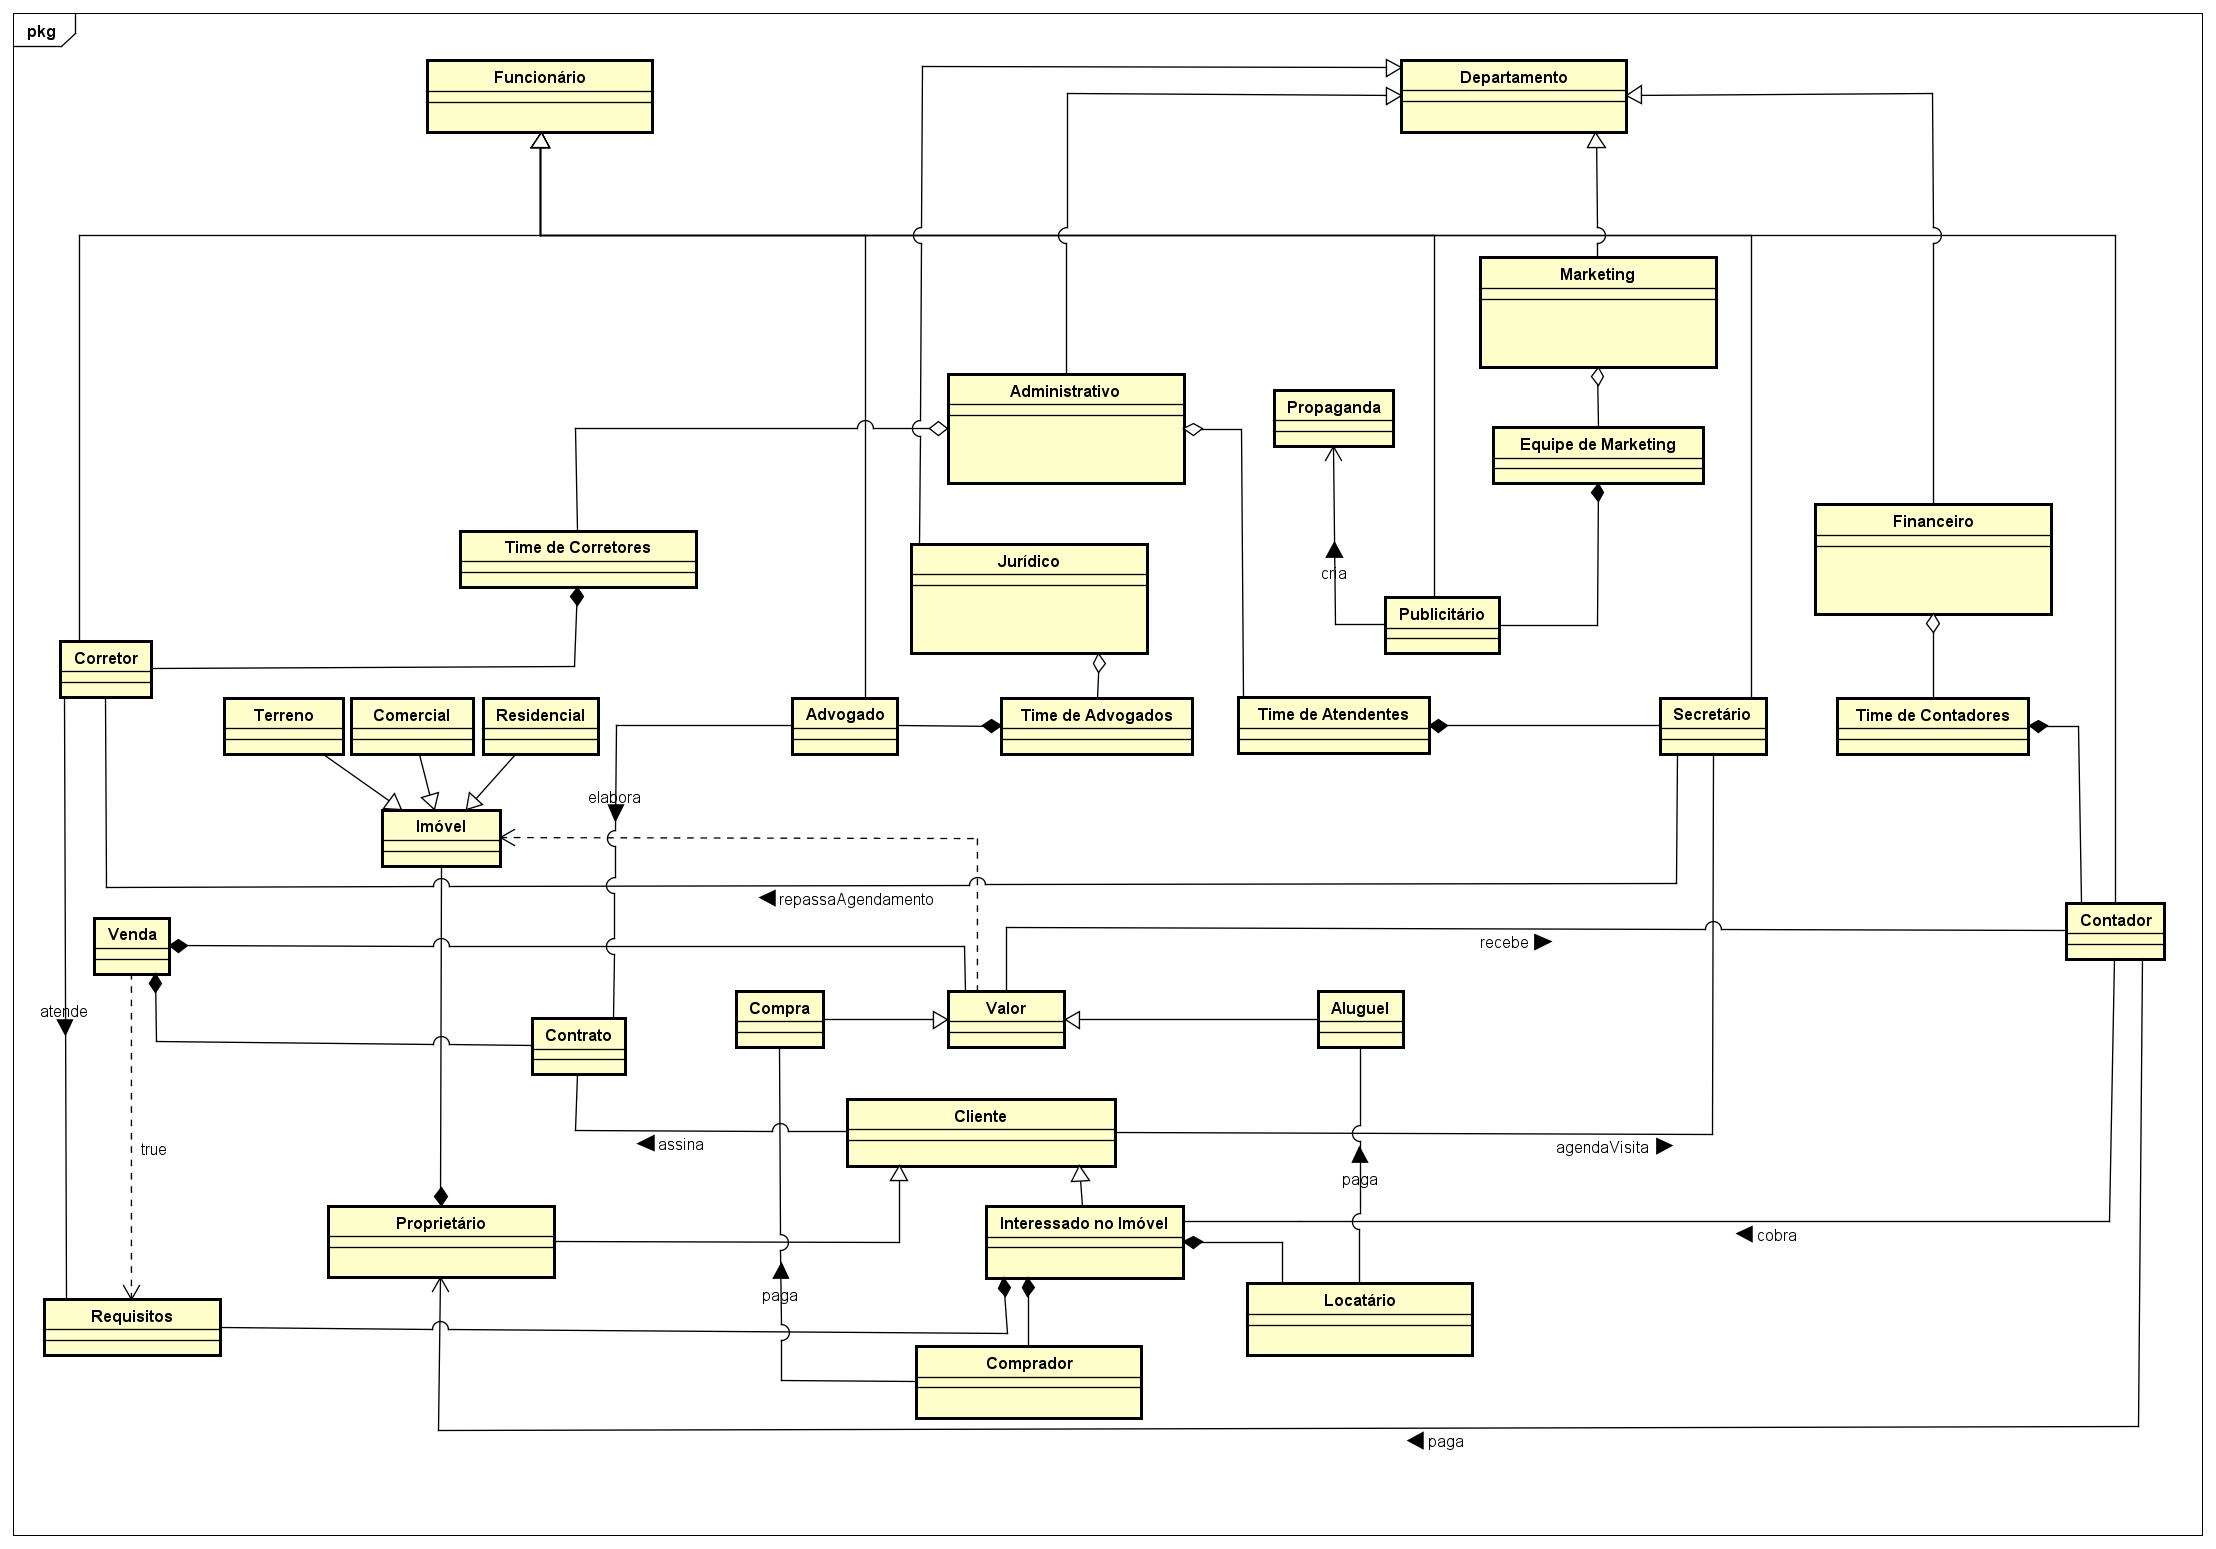 pkg
Funcionário
Departamento
Marketing
Administrativo
Propaganda
Equipe de Marketing
Financeiro
Time de Corretores
Jurídico
cria
Publicitário
Corretor
Terreno
Comercial
Residencial
Advogado
Time de Advogados
Time de Atendentes
Secretário
Time de Contadores
elabora
Imóvel
repassaAgendamento
Venda
recebe
Contador
atende
Contrato
Compra
Valor
Aluguel
Cliente
true
assina
agendaVisita
paga
Proprietário
Interessado no Imóvel
cobra
paga
Requisitos
Locatário
Comprador
paga